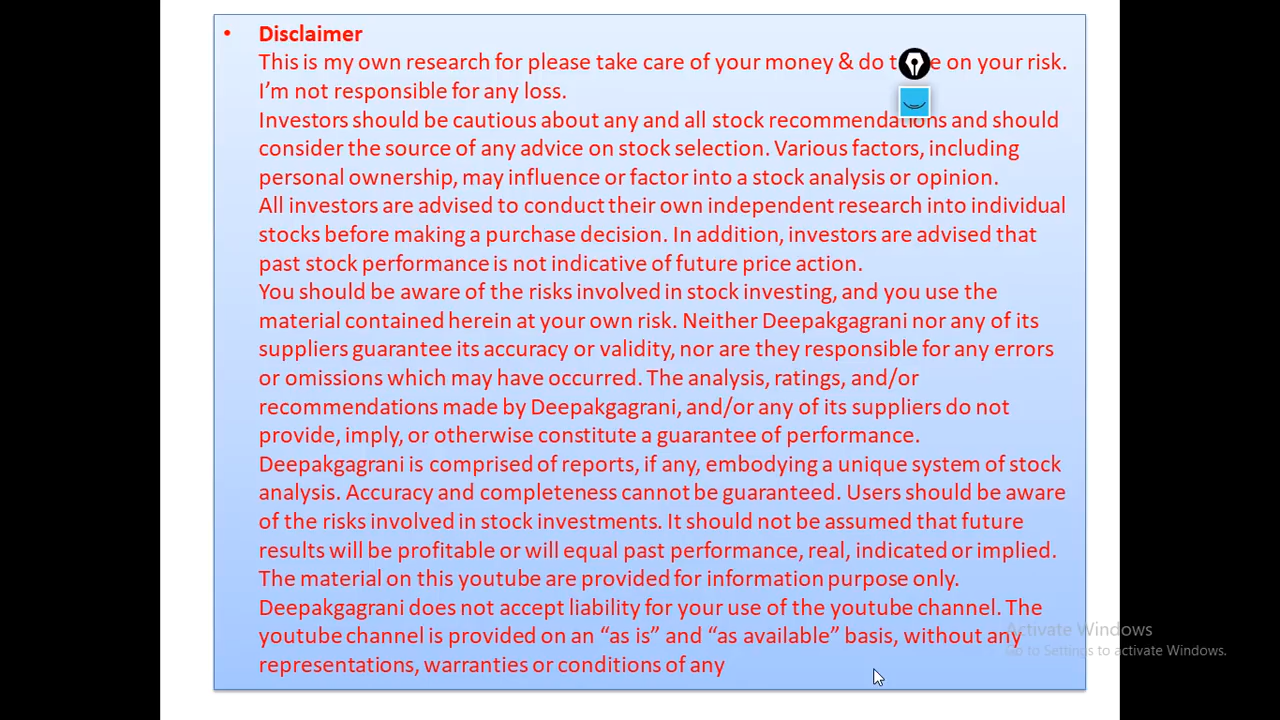 • Disclaimer
This is my own research for please take care of your money & do t e on your risk.
I’m not responsible for any loss.
Investors should be cautious about any and all stock recommendations and should
consider the source of any advice on stock selection. Various factors, including
personal ownership, may influence or factor into a stock analysis or opinion.
All investors are advised to conduct their own independent research into individual
stocks before making a purchase decision. In addition, investors are advised that
past stock performance is not indicative of future price action.
You should be aware of the risks involved in stock investing, and you use the
material contained herein at your own risk. Neither Deepakgagrani nor any of its
suppliers guarantee its accuracy or validity, nor are they responsible for any errors
or omissions which may have occurred. The analysis, ratings, and/or
recommendations made by Deepakgagrani, and/or any of its suppliers do not
provide, imply, or otherwise constitute a guarantee of performance.
Deepakgagrani is comprised of reports, if any, embodying a unique system of stock
analysis. Accuracy and completeness cannot be guaranteed. Users should be aware
of the risks involved in stock investments. It should not be assumed that future
results will be profitable or will equal past performance, real, indicated or implied.
The material on this youtube are provided for information purpose only.
Deepakgagrani does not accept liability for your use of the youtube channel. The
youtube channel is provided on an “as is” and “as available” basis, without any
representations, warranties or conditions of any
Activate Windows
Go to Settings to activate Windows.